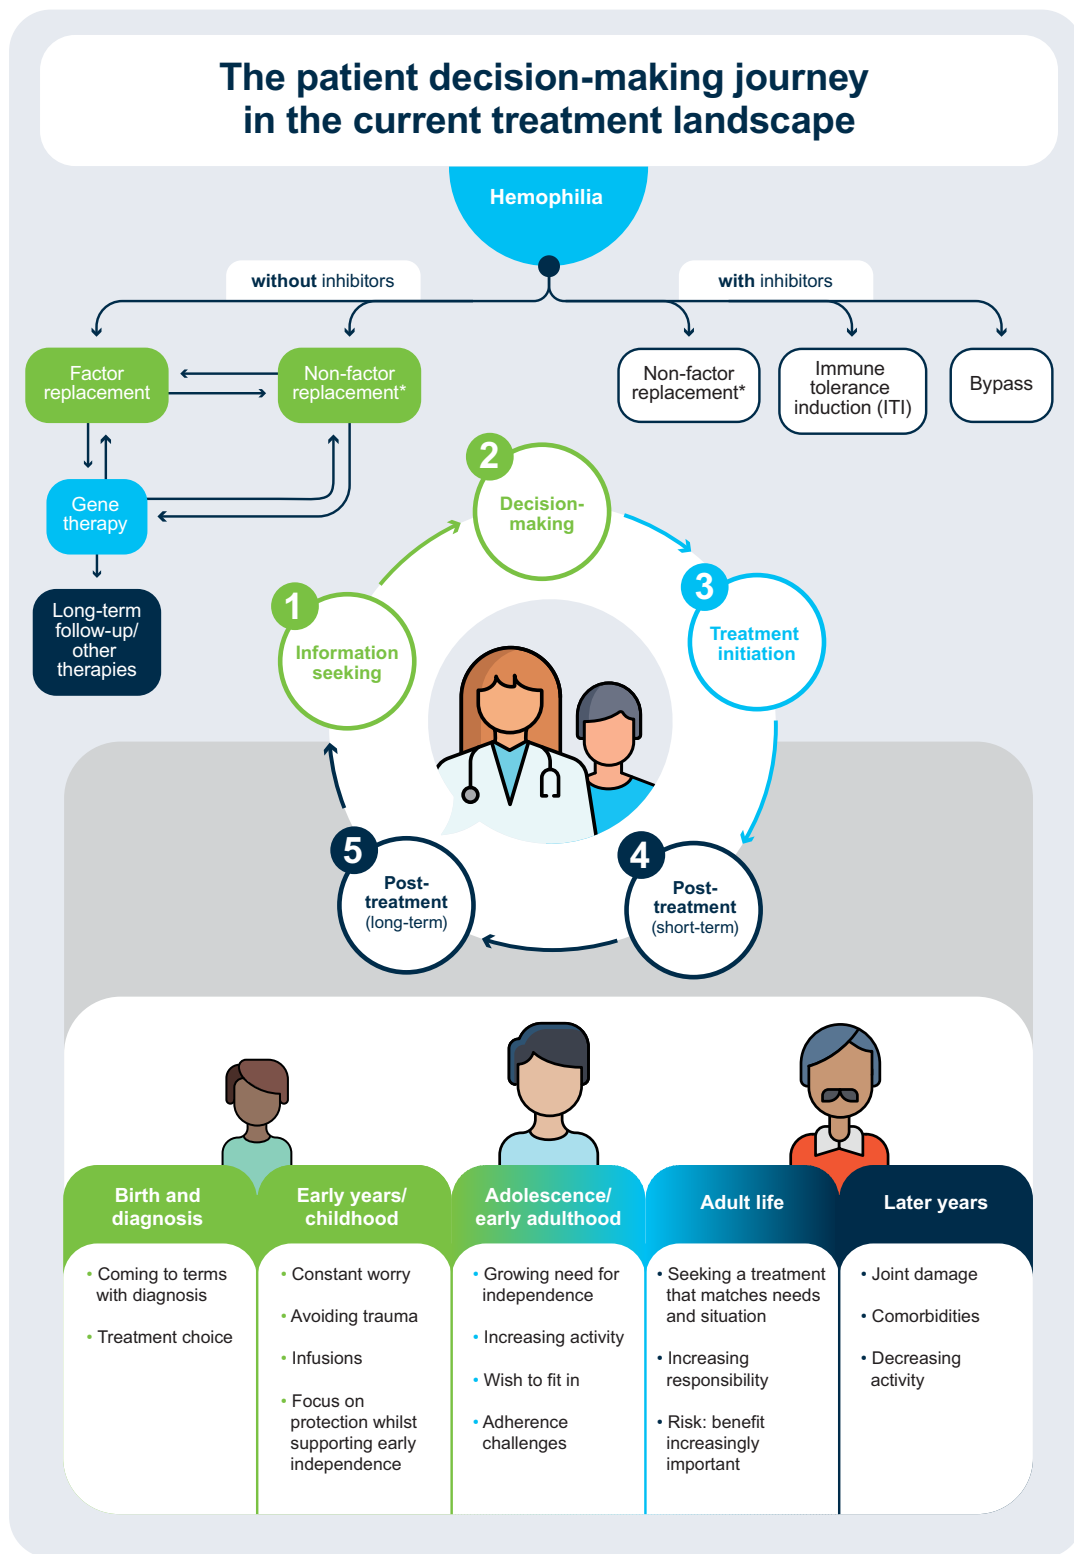 The patient decision-making journey
in the current treatment landscape
Hemophilia
without inhibitors
with inhibitors
Factor
replacement
Non-factor
replacement*
Non-factor
replacement*
Immune
tolerance
induction (ITI)
Bypass
Gene
therapy
Long-term
follow-up/
other
therapies
1
Information
seeking
2
Decision-
making
3
Treatment
initiation
4
Post-
treatment
(short-term)
5
Post-
treatment
(long-term)
Birth and
diagnosis
• Coming to terms
with diagnosis
• Treatment choice
Early years/
childhood
• Constant worry
• Avoiding trauma
• Infusions
• Focus on
protection whilst
supporting early
independence
Adolescence/
early adulthood
• Growing need for
independence
• Increasing activity
• Wish to fit in
• Adherence
challenges
Adult life
• Seeking a treatment
that matches needs
and situation
• Increasing
responsibility
• Risk: benefit
increasingly
important
Later years
• Joint damage
• Comorbidities
• Decreasing
activity